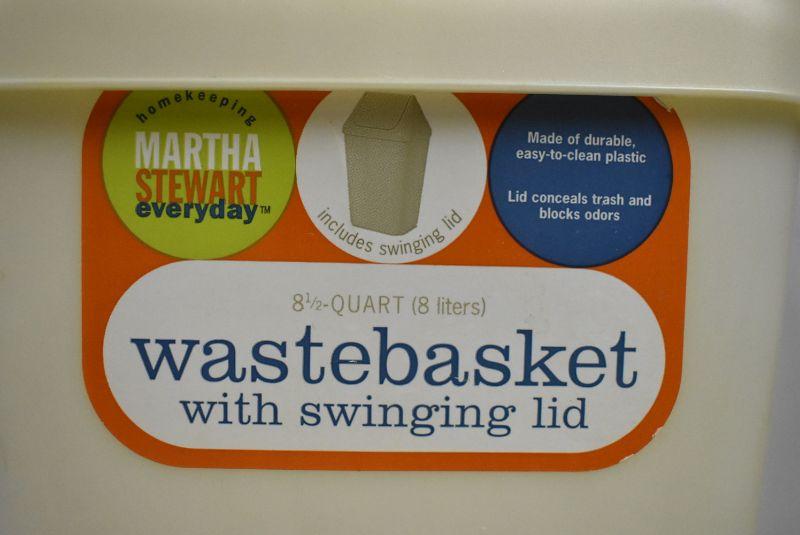 homekeeping
MARTHA
STEWART
everyday™
includes swinging lid
Made of durable,
easy-to-clean plastic
Lid conceals trash and
blocks odors
8½-QUART (8 liters)
wastebasket
with swinging lid